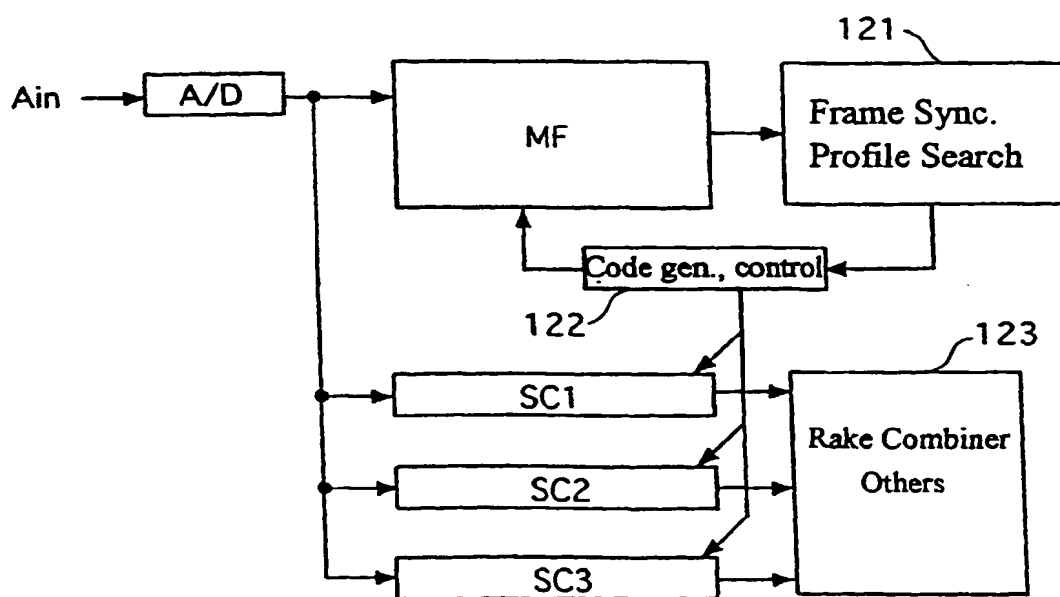 121
Ain
A/D
MF
Frame Sync.
Profile Search
Code gen., control
122
123
SC1
Rake Combiner
Others
SC2
SC3